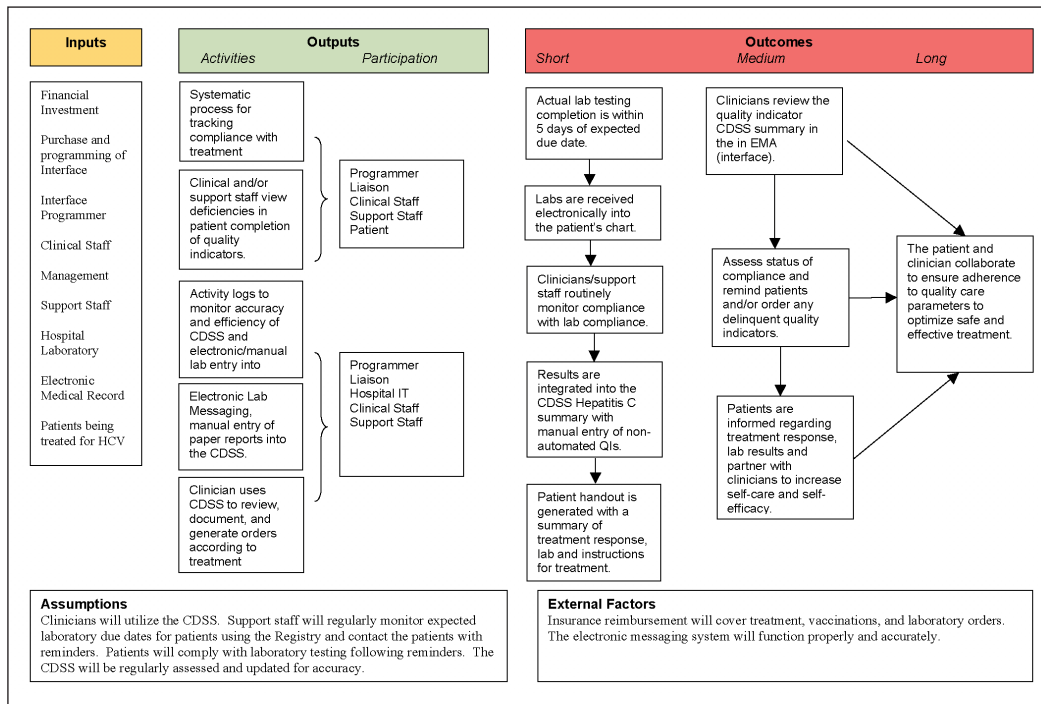 Inputs
Financial
Investment
Purchase and
programming of
Interface
Interface
Programmer
Clinical Staff
Management
Support Staff
Hospital
Laboratory
Electronic
Medical Record
Patients being
treated for HCV
Outputs
Activities Participation
Systematic
process for
tracking
compliance with
treatment
Clinical and/or
support staff view
deficiencies in
patient completion
of quality
indicators.
Programmer
Liaison
Clinical Staff
Support Staff
Patient
Activity logs to
monitor accuracy
and efficiency of
CDSS and
electronic/manual
lab entry into
Electronic Lab
Messaging,
manual entry of
paper reports into
the CDSS.
Clinician uses
CDSS to review,
document, and
generate orders
according to
treatment
Programmer
Liaison
Hospital IT
Clinical Staff
Support Staff
Outcomes
Short Medium Long
Actual lab testing
completion is within
5 days of expected
due date.
Labs are received
electronically into
the patient's chart.
Clinicians/support
staff routinely
monitor compliance
with lab compliance.
Results are
integrated into the
CDSS Hepatitis C
summary with
manual entry of non-
automated QIs.
Patient handout is
generated with a
summary of
treatment response,
lab and instructions
for treatment.
Clinicians review the
quality indicator
CDSS summary in
the in EMA
(interface).
Assess status of
compliance and
remind patients
and/or order any
delinquent quality
indicators.
Patients are
informed regarding
treatment response,
lab results and
partner with
clinicians to increase
self-care and self-
efficacy.
The patient and
clinician collaborate
to ensure adherence
to quality care
parameters to
optimize safe and
effective treatment.
Assumptions
Clinicians will utilize the CDSS. Support staff will regularly monitor expected
laboratory due dates for patients using the Registry and contact the patients with
reminders. Patients will comply with laboratory testing following reminders. The
CDSS will be regularly assessed and updated for accuracy.
External Factors
Insurance reimbursement will cover treatment, vaccinations, and laboratory orders.
The electronic messaging system will function properly and accurately.